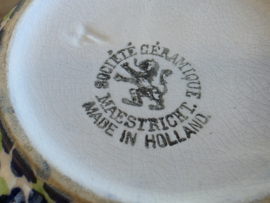 SOCIÉTÉ CÉRAMIQUE
MAESTRICHT.
MADE IN HOLLAND.